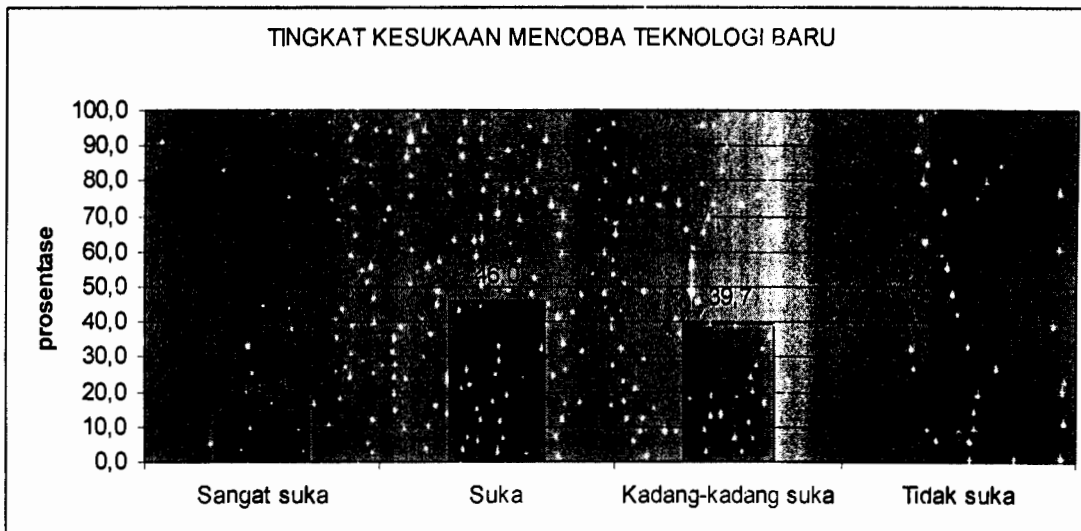 TINGKAT KESUKAAN MENCOBA TEKNOLOGI BARU
prosentase
100,0
90,0
80,0
70,0
60,0
50,0
40,0
30,0
20,0
10,0
0,0
46,0
39,7
Sangat suka
Suka
Kadang-kadang suka
Tidak suka